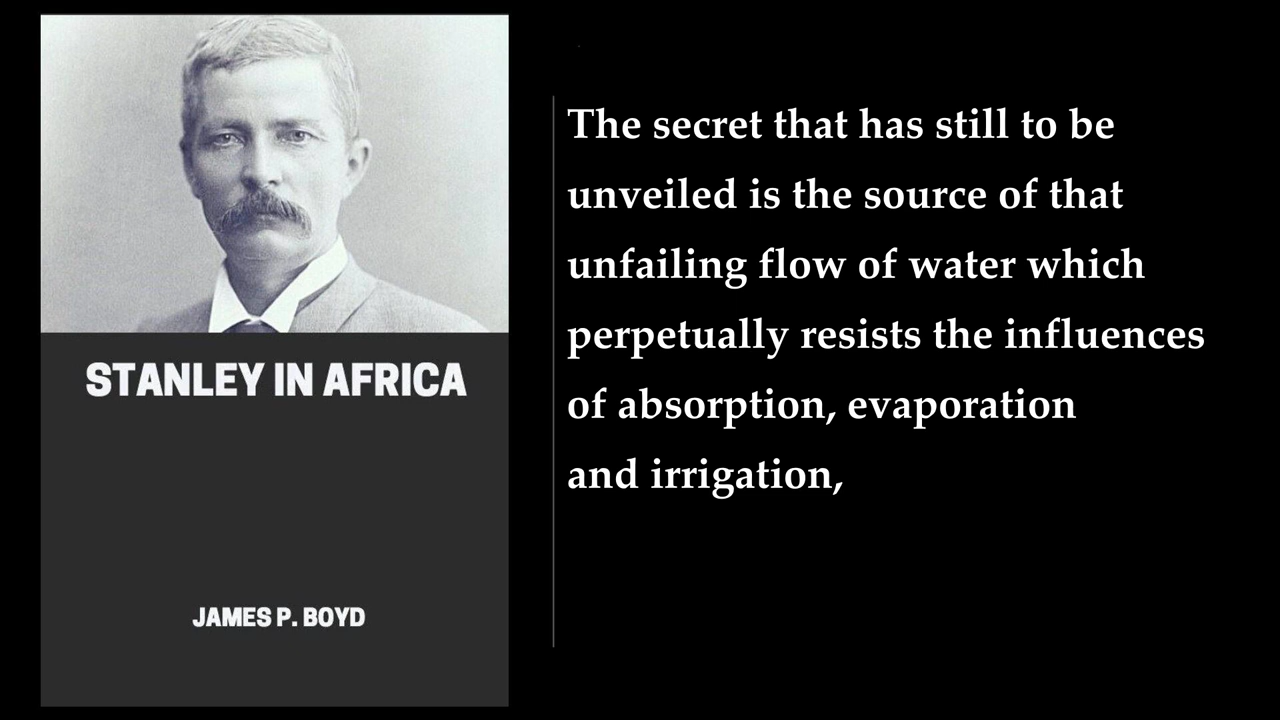 STANLEY IN AFRICA
JAMES P. BOYD
The secret that has still to be
unveiled is the source of that
unfailing flow of water which
perpetually resists the influences
of absorption, evaporation
and irrigation,